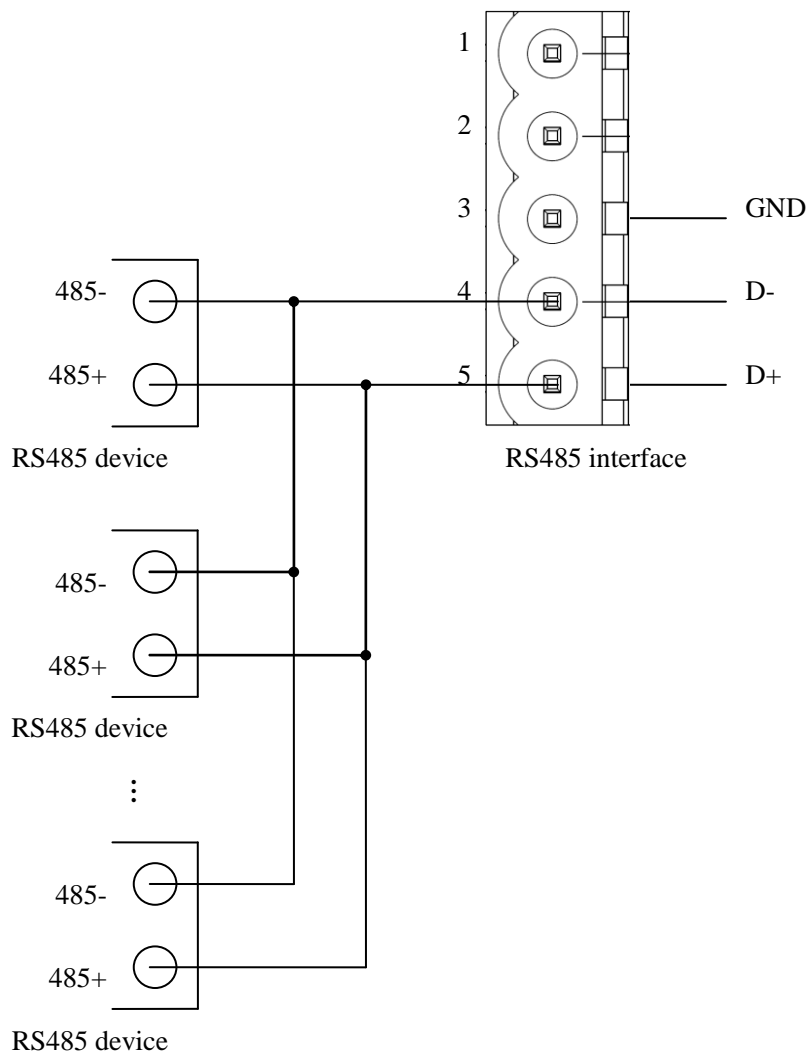 1
2
3
GND
485-
4
D-
485+
5
D+
RS485 device
RS485 interface
485-
485+
RS485 device
...
485-
485+
RS485 device